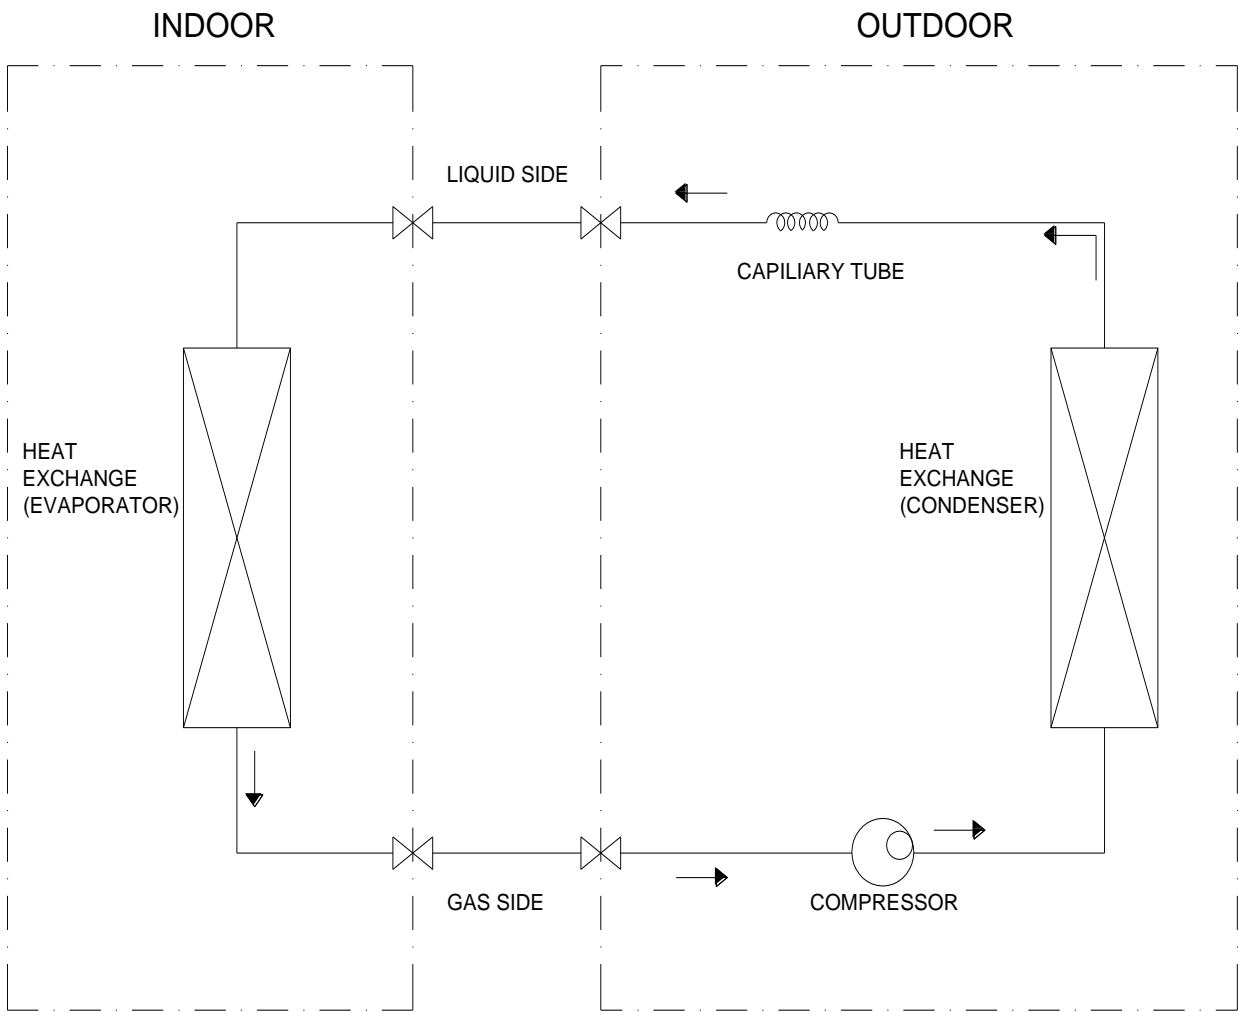 INDOOR
OUTDOOR
LIQUID SIDE
CAPILIARY TUBE
HEAT
EXCHANGE
(EVAPORATOR)
HEAT
EXCHANGE
(CONDENSER)
GAS SIDE
COMPRESSOR